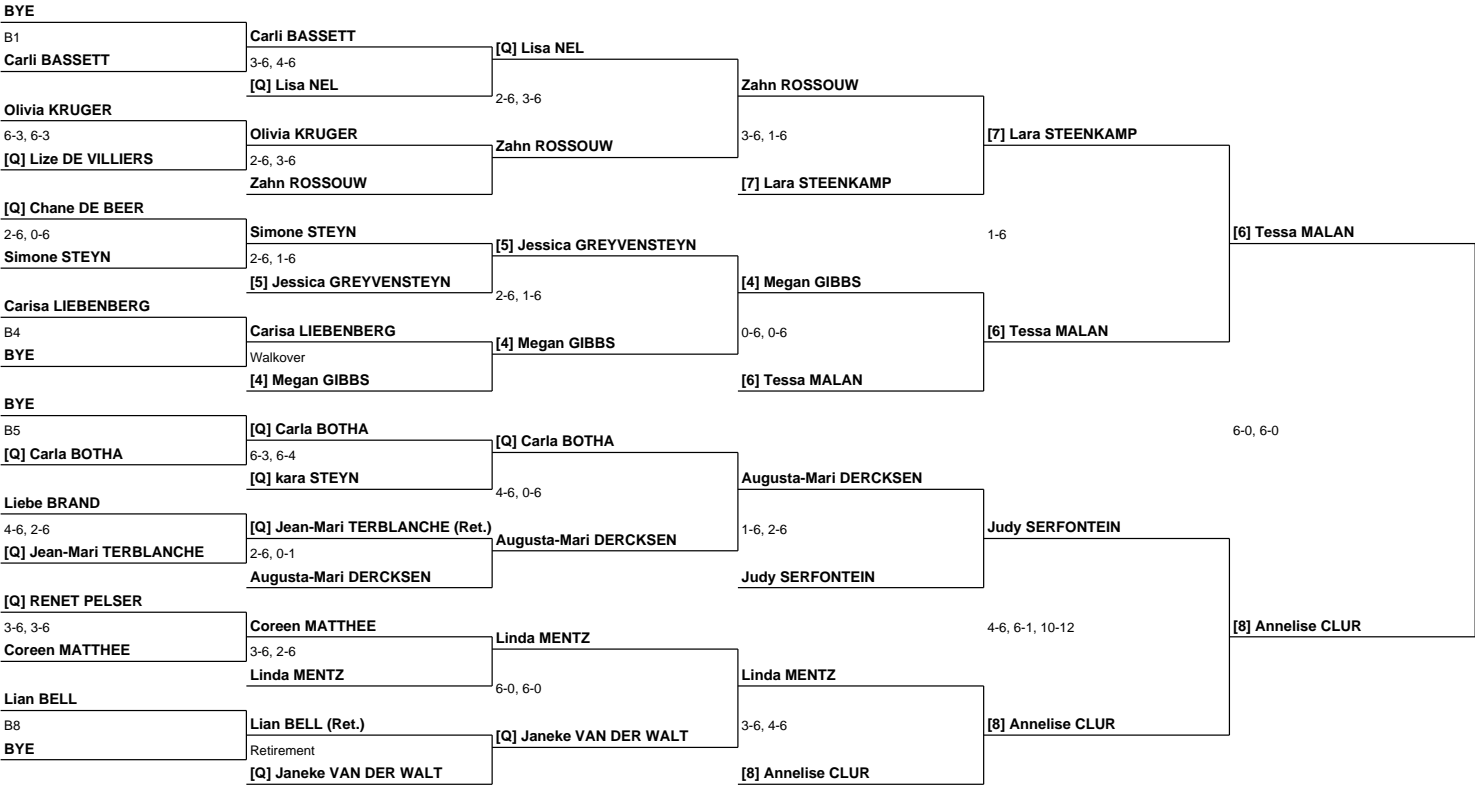 BYE
B1
Carli BASSETT
Olivia KRUGER
6-3, 6-3
[Q] Lize DE VILLIERS
[Q] Chane DE BEER
2-6, 0-6
Simone STEYN
Carisa LIEBENBERG
B4
BYE
BYE
B5
[Q] Carla BOTHA
Liebe BRAND
4-6, 2-6
[Q] Jean-Mari TERBLANCHE
[Q] RENET PELSER
3-6, 3-6
Coreen MATTHEE
Lian BELL
B8
BYE
Carli BASSETT
3-6, 4-6
[Q] Lisa NEL
Olivia KRUGER
2-6, 3-6
Zahn ROSSOUW
Simone STEYN
2-6, 1-6
[5] Jessica GREYVENSTEYN
Carisa LIEBENBERG
Walkover
[4] Megan GIBBS
[Q] Carla BOTHA
6-3, 6-4
[Q] kara STEYN
[Q] Jean-Mari TERBLANCHE (Ret.)
2-6, 0-1
Augusta-Mari DERCKSEN
Coreen MATTHEE
3-6, 2-6
Linda MENTZ
Lian BELL (Ret.)
Retirement
[Q] Janeke VAN DER WALT
[Q] Lisa NEL
2-6, 3-6
Zahn ROSSOUW
[5] Jessica GREYVENSTEYN
2-6, 1-6
[4] Megan GIBBS
[Q] Carla BOTHA
4-6, 0-6
Augusta-Mari DERCKSEN
Linda MENTZ
6-0, 6-0
[Q] Janeke VAN DER WALT
Zahn ROSSOUW
3-6, 1-6
[7] Lara STEENKAMP
[4] Megan GIBBS
0-6, 0-6
[6] Tessa MALAN
Augusta-Mari DERCKSEN
1-6, 2-6
Judy SERFONTEIN
Linda MENTZ
3-6, 4-6
[8] Annelise CLUR
[7] Lara STEENKAMP
1-6
[6] Tessa MALAN
Judy SERFONTEIN
4-6, 6-1, 10-12
[8] Annelise CLUR
[6] Tessa MALAN
6-0, 6-0
[8] Annelise CLUR